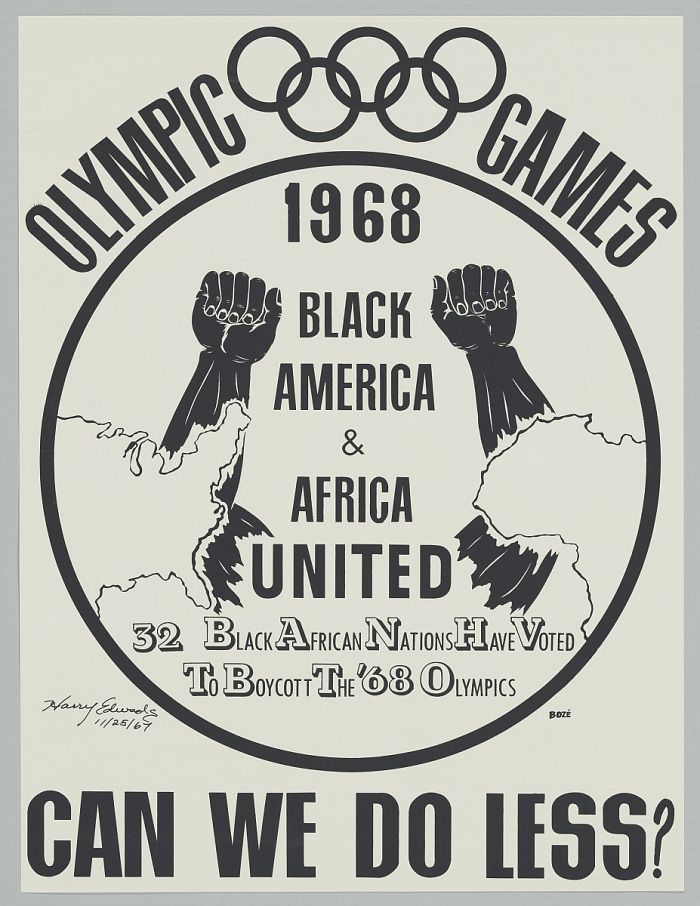 OLYMPIC GAMES
1968
BLACK
AMERICA
&
AFRICA
UNITED
32 BLACK AFRICAN NATIONS HAVE VOTED
TO BOYCOTT THE '68 OLYMPICS
Harry Edwards
11/25/67
BOZÉ
CAN WE DO LESS?